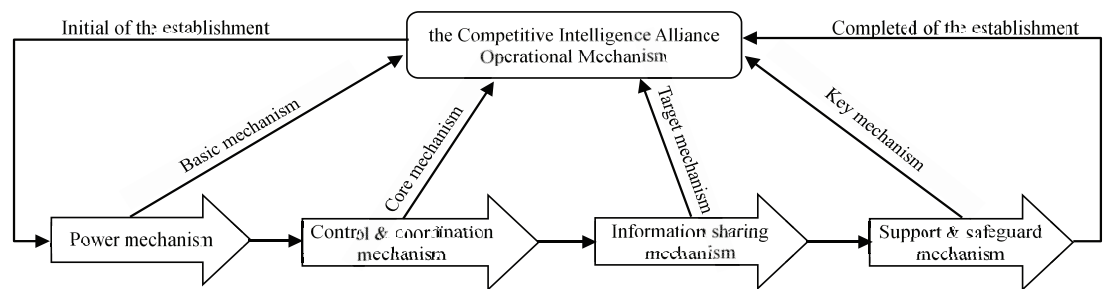 Initial of the establishment
the Competitive Intelligence Alliance
Operational Mechanism
Completed of the establishment
Basic mechanism
Core mechanism
Target mechanism
Key mechanism
Power mechanism
Control & coordination
mechanism
Information sharing
mechanism
Support & safeguard
mechanism